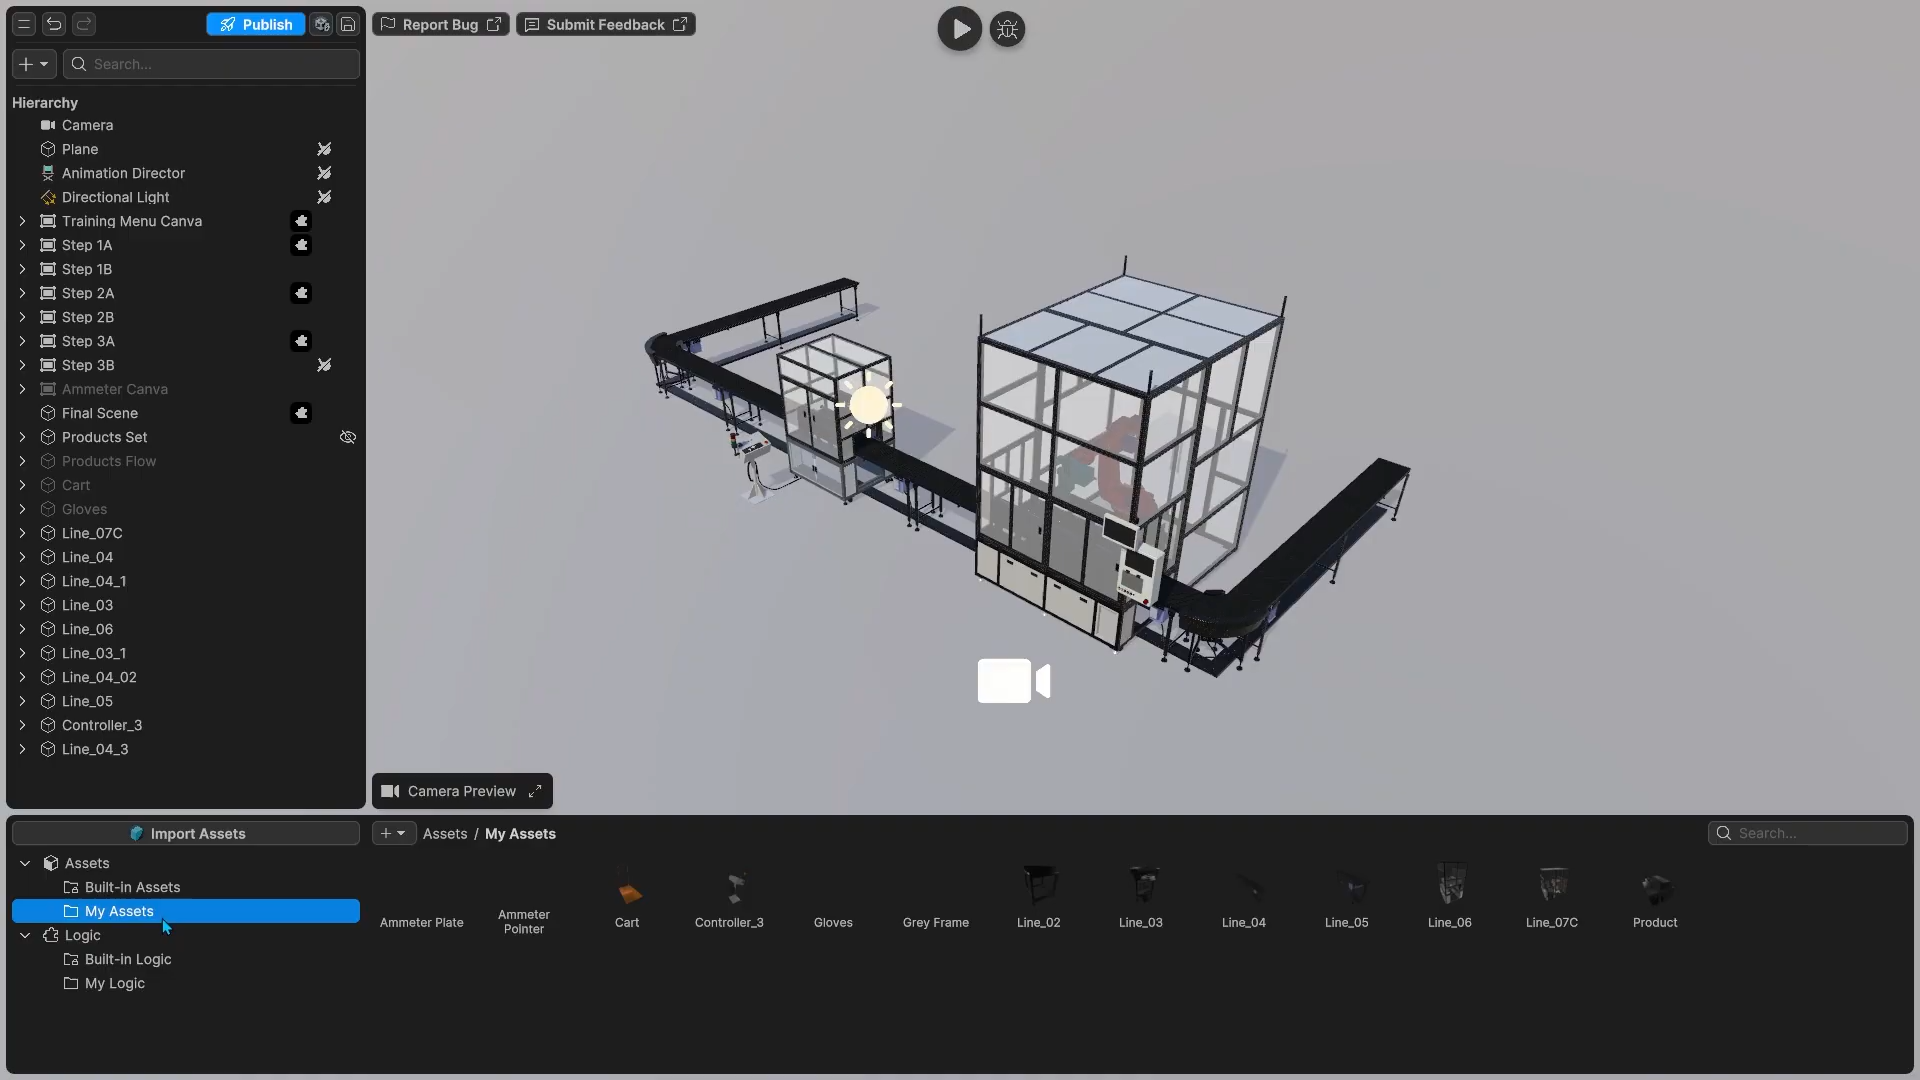 Publish
Report Bug
Submit Feedback
Search...
Hierarchy
Camera
Plane
Animation Director
Directional Light
Training Menu Canva
Step 1A
Step 1B
Step 2A
Step 2B
Step 3A
Step 3B
Ammeter Canva
Final Scene
Products Set
Products Flow
Cart
Gloves
Line_07C
Line_04
Line_04_1
Line_03
Line_06
Line_03_1
Line_04_02
Line_05
Controller_3
Line_04_3
Camera Preview
Import Assets
Assets
Built-in Assets
My Assets
Logic
Built-in Logic
My Logic
Assets / My Assets
Search...
Ammeter Plate
Ammeter
Pointer
Cart
Controller_3
Gloves
Grey Frame
Line_02
Line_03
Line_04
Line_05
Line_06
Line_07C
Product